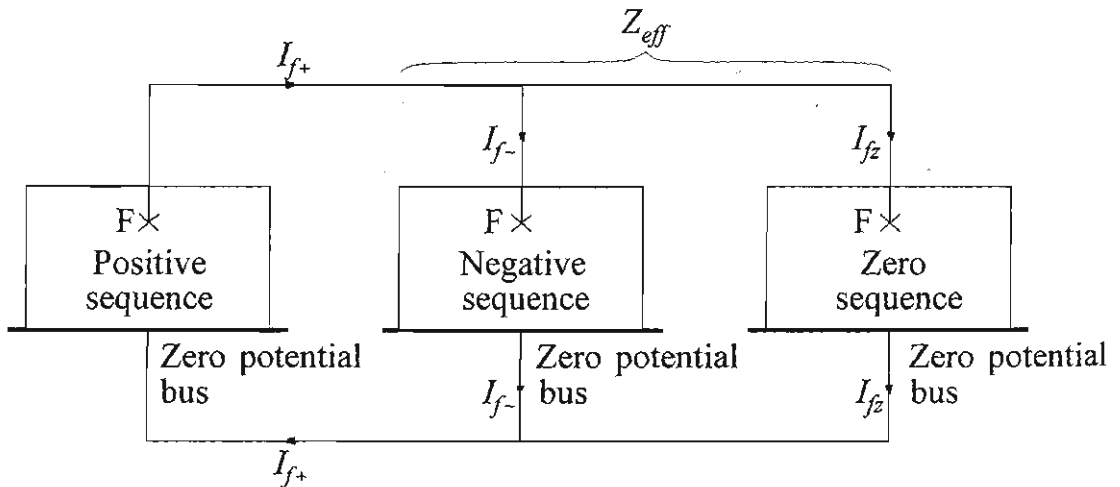 Z_eff
I_f+
I_f-
I_fz
F
F
F
Positive
sequence
Negative
sequence
Zero
sequence
Zero potential
bus
Zero potential
bus
Zero potential
bus
I_f-
I_fz
I_f+